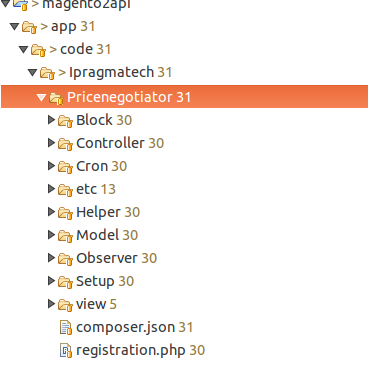 > magento2api
> app 31
> code 31
> Ipragmatech 31
Pricenegotiator 31
Block 30
Controller 30
Cron 30
etc 13
Helper 30
Model 30
Observer 30
Setup 30
view 5
composer.json 31
registration.php 30